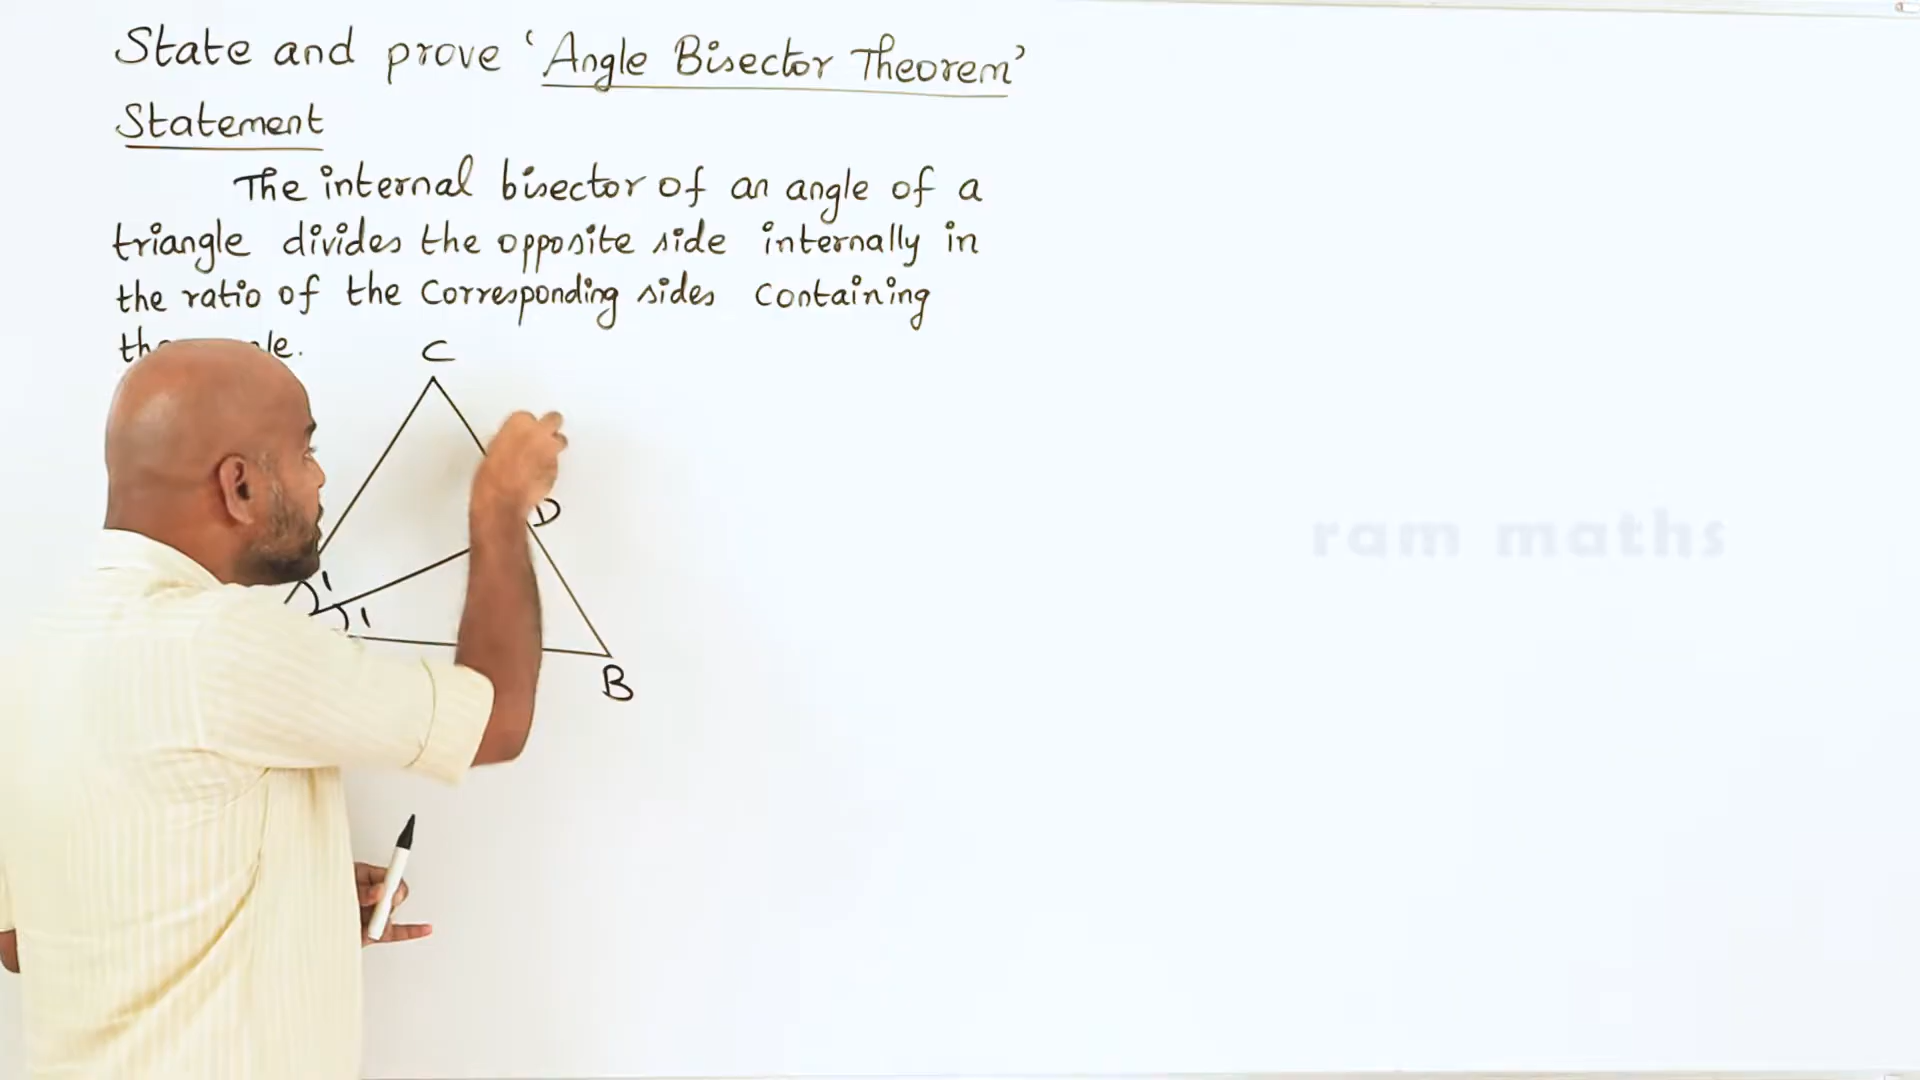 State and prove ‘Angle Bisector Theorem’
Statement
The internal bisector of an angle of a
triangle divides the opposite side internally in
the ratio of the corresponding sides containing
C
D
B
ram maths